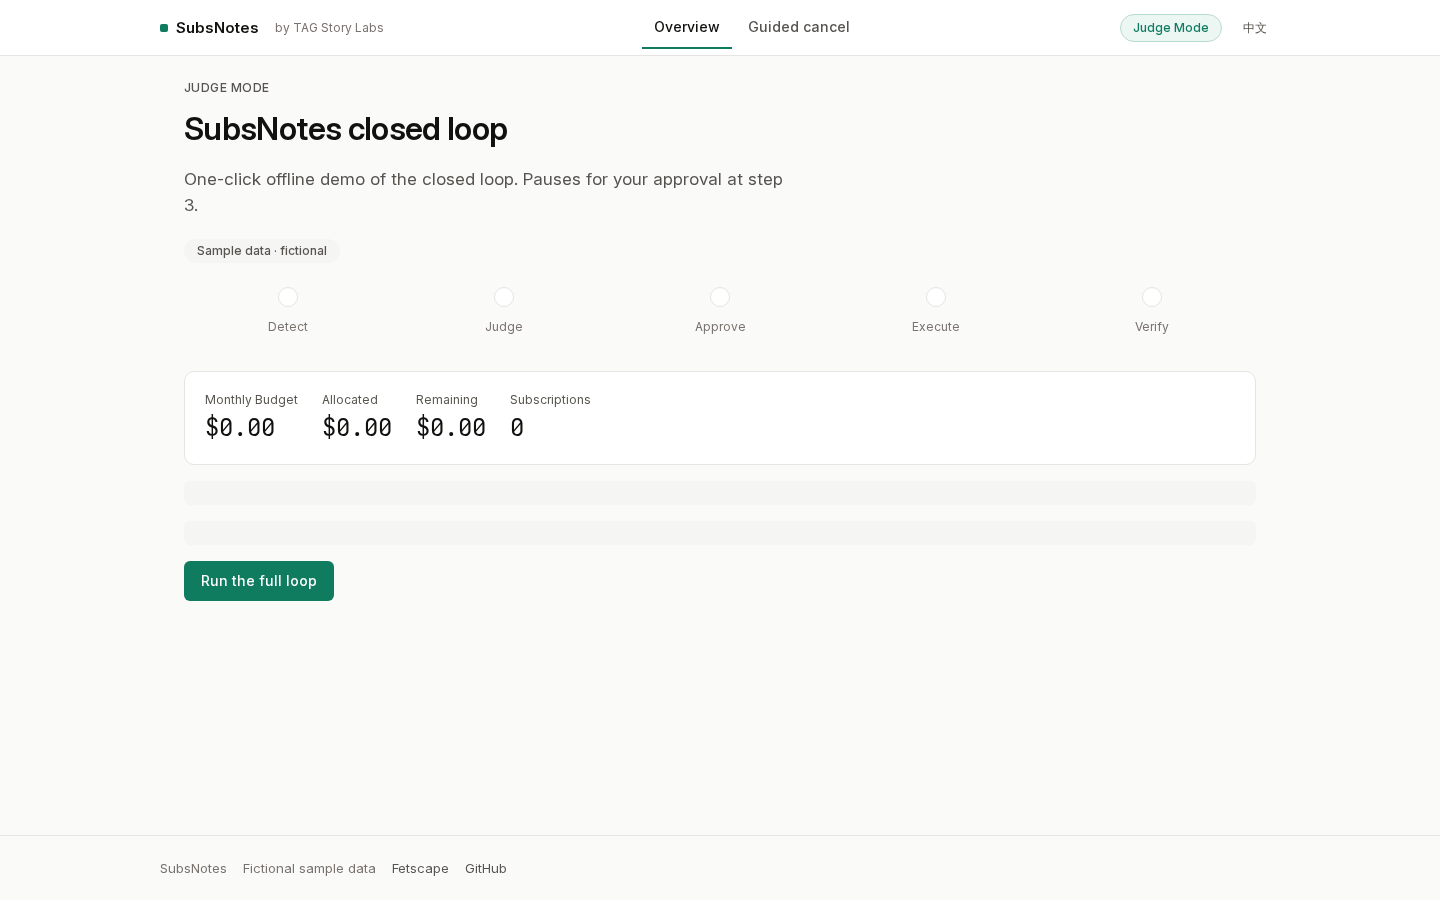 SubsNotes by TAG Story Labs Overview Guided cancel Judge Mode 中文
JUDGE MODE
SubsNotes closed loop
One-click offline demo of the closed loop. Pauses for your approval at step
3.
Sample data · fictional
Detect Judge Approve Execute Verify
Monthly Budget Allocated Remaining Subscriptions
$0.00 $0.00 $0.00 0
Run the full loop
SubsNotes Fictional sample data Fetscape GitHub